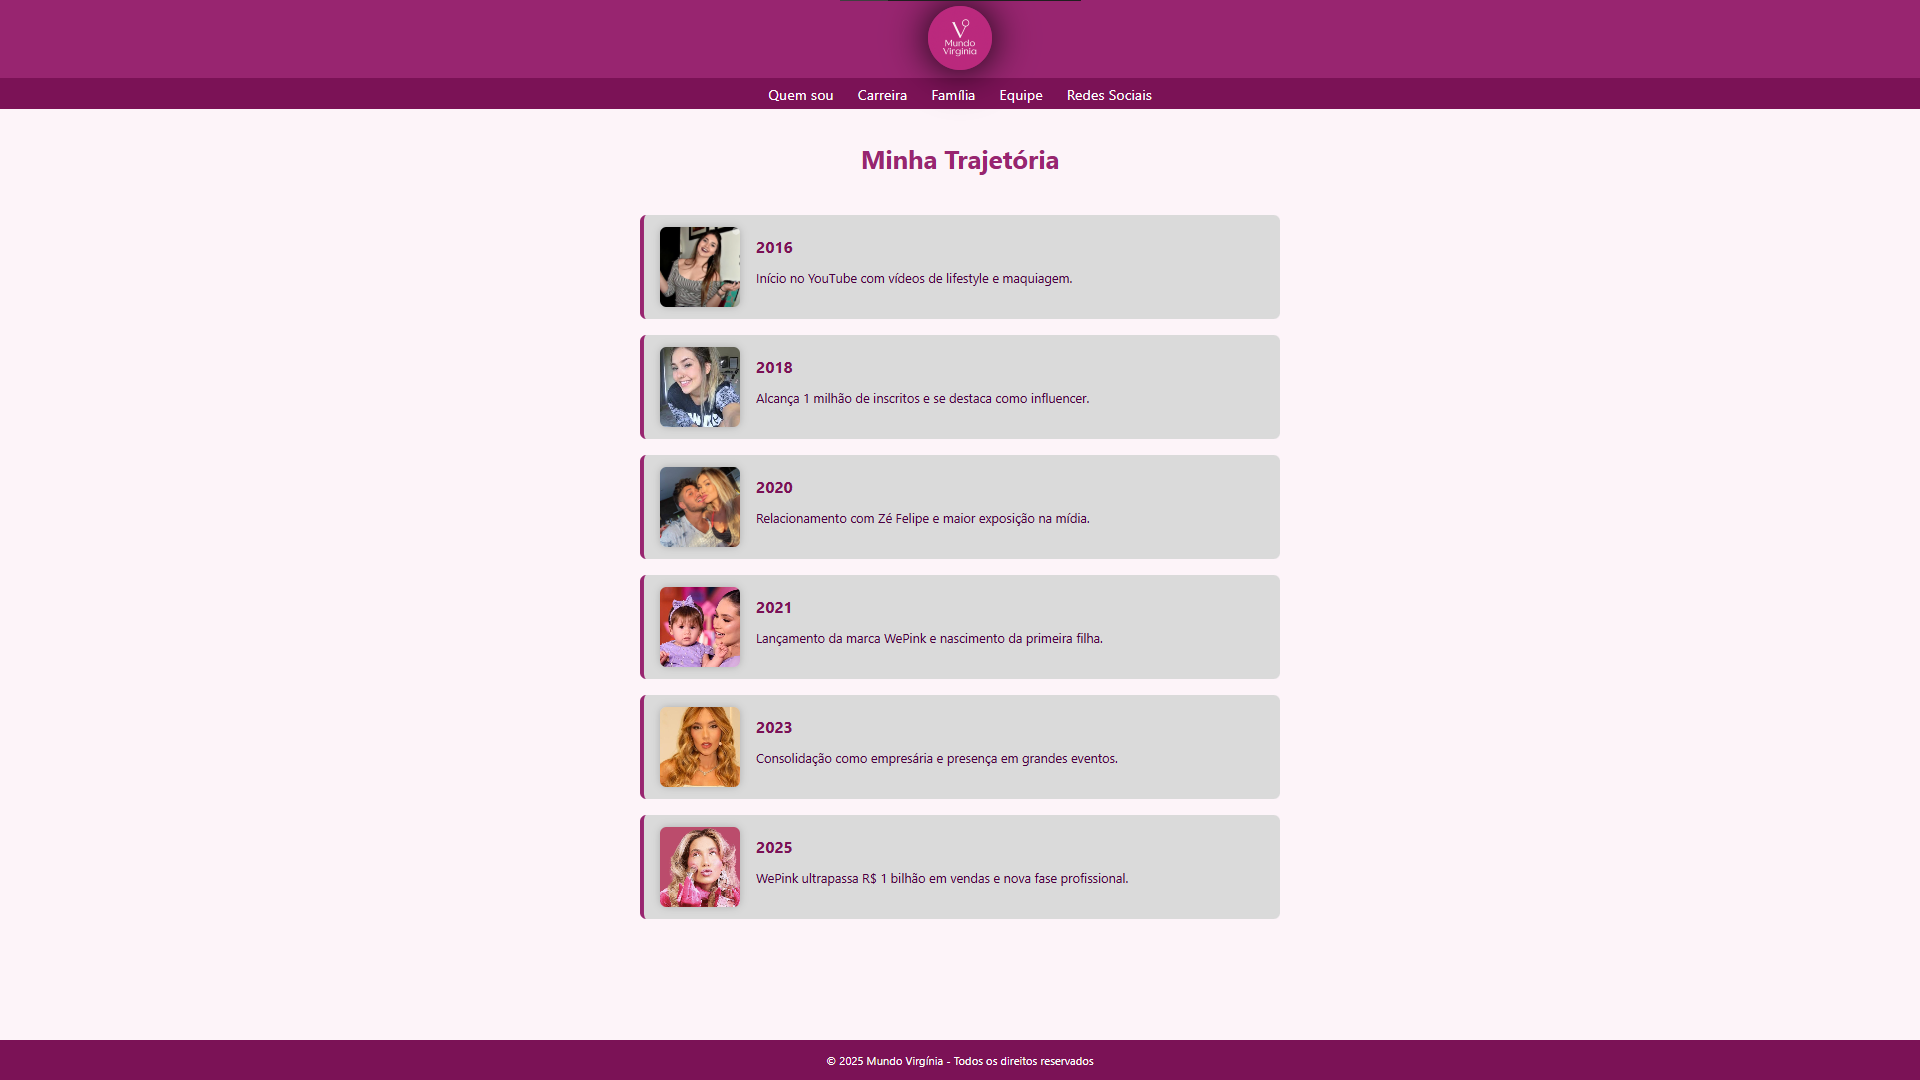 V
Mundo
Virgínia
Quem sou Carreira Família Equipe Redes Sociais
Minha Trajetória
2016
Início no YouTube com vídeos de lifestyle e maquiagem.
2018
Alcança 1 milhão de inscritos e se destaca como influencer.
2020
Relacionamento com Zé Felipe e maior exposição na mídia.
2021
Lançamento da marca WePink e nascimento da primeira filha.
2023
Consolidação como empresária e presença em grandes eventos.
2025
WePink ultrapassa R$ 1 bilhão em vendas e nova fase profissional.
© 2025 Mundo Virgínia - Todos os direitos reservados